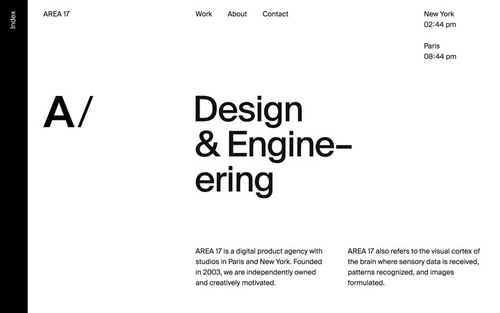 Index
AREA 17
Work
About
Contact
New York
02:44 pm
Paris
08:44 pm
A/
Design
& Engine–
ering
AREA 17 is a digital product agency with
studios in Paris and New York. Founded
in 2003, we are independently owned
and creatively motivated.
AREA 17 also refers to the visual cortex of
the brain where sensory data is received,
patterns recognized, and images
formulated.